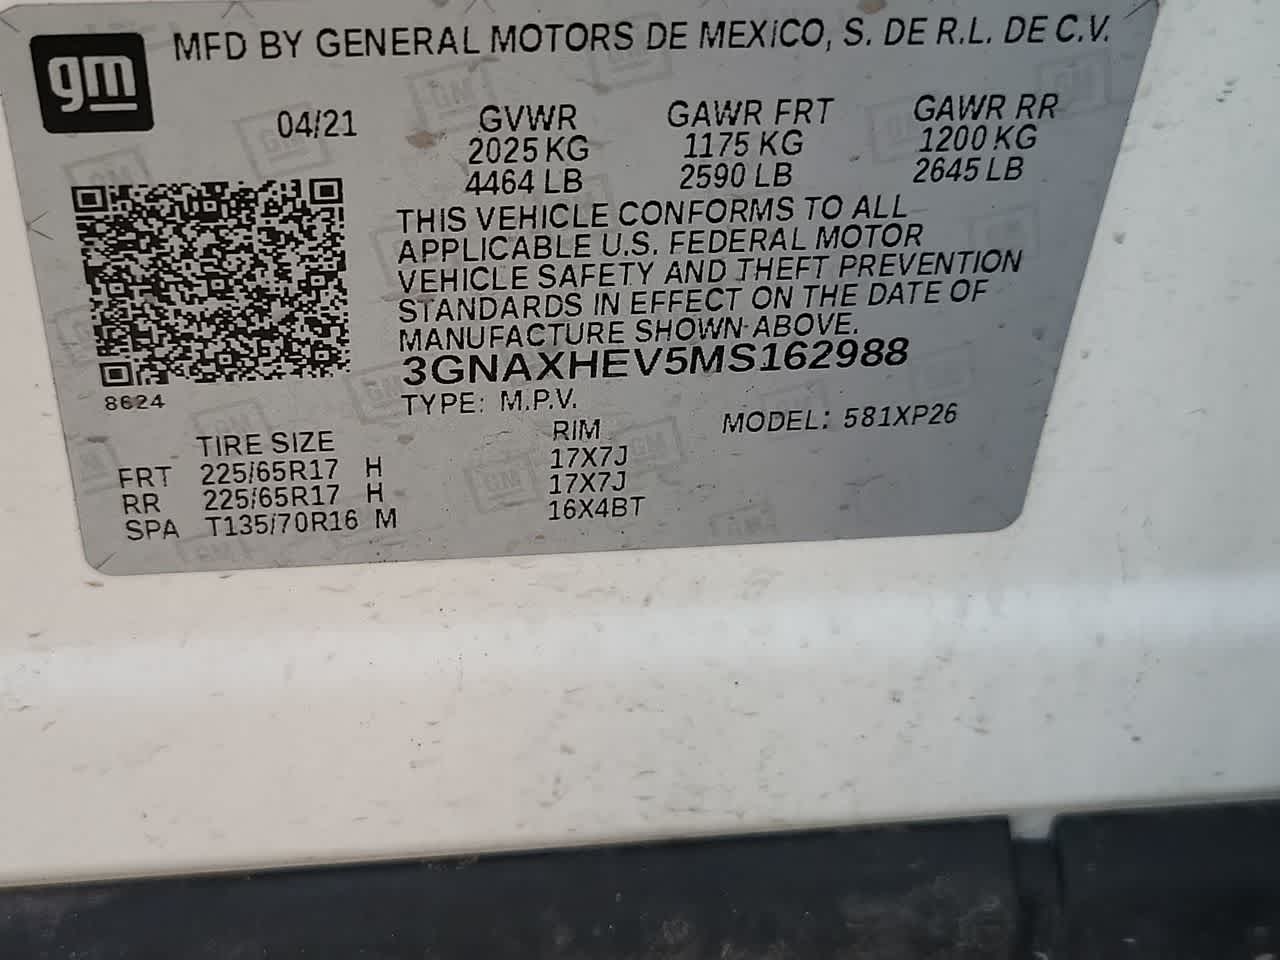 gm
MFD BY GENERAL MOTORS DE MEXICO, S. DE R.L. DE C.V.
04/21 GVWR GAWR FRT GAWR RR
2025 KG 1175 KG 1200 KG
4464 LB 2590 LB 2645 LB
THIS VEHICLE CONFORMS TO ALL
APPLICABLE U.S. FEDERAL MOTOR
VEHICLE SAFETY AND THEFT PREVENTION
STANDARDS IN EFFECT ON THE DATE OF
MANUFACTURE SHOWN ABOVE.
3GNAXHEV5MS162988
8624
TYPE: M.P.V.
MODEL: 581XP26
TIRE SIZE RIM
FRT 225/65R17 H 17X7J
RR 225/65R17 H 17X7J
SPA T135/70R16 M 16X4BT